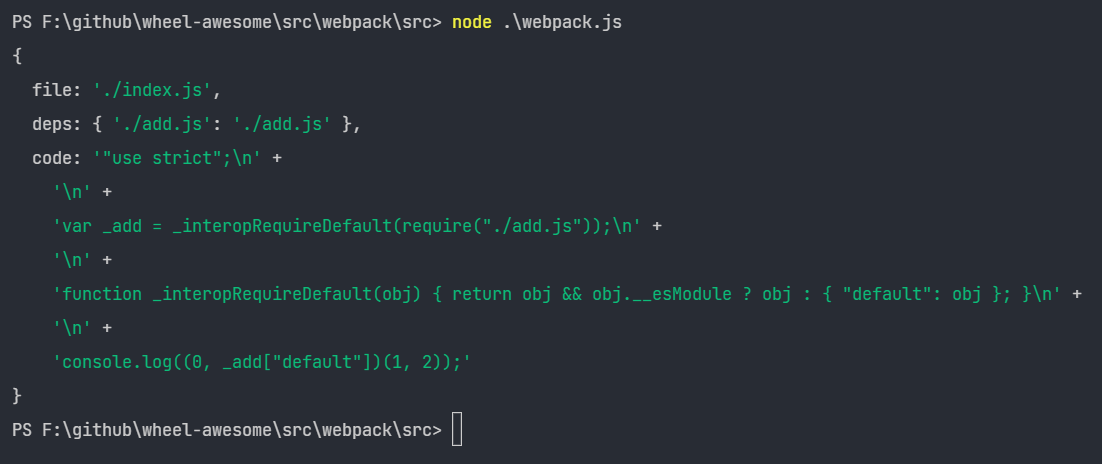 PS F:\github\wheel-awesome\src\webpack\src> node .\webpack.js
{
  file: './index.js',
  deps: { './add.js': './add.js' },
  code: '"use strict";\n' +
    '\n' +
    'var _add = _interopRequireDefault(require("./add.js"));\n' +
    '\n' +
    'function _interopRequireDefault(obj) { return obj && obj.__esModule ? obj : { "default": obj }; }\n' +
    '\n' +
    'console.log((0, _add["default"])(1, 2));'
}
PS F:\github\wheel-awesome\src\webpack\src>